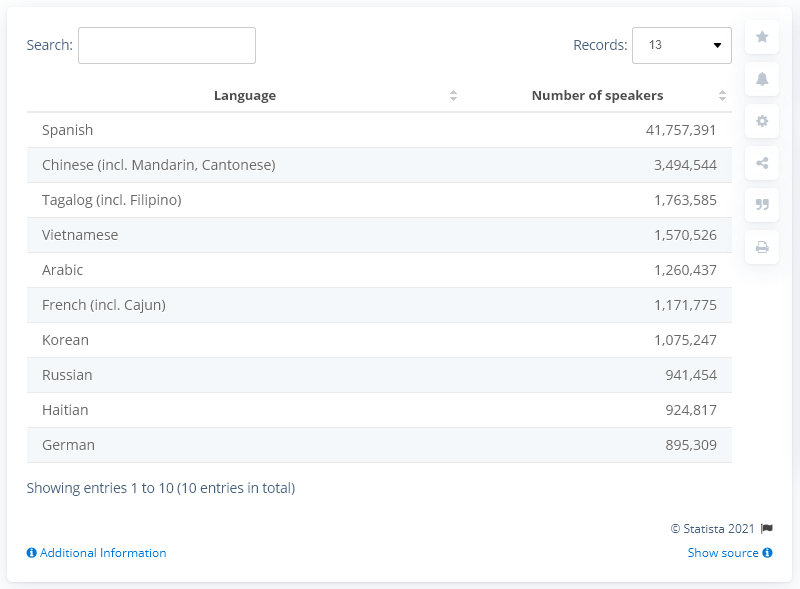 Search:
Records: 13
Language Number of speakers
Spanish 41,757,391
Chinese (incl. Mandarin, Cantonese) 3,494,544
Tagalog (incl. Filipino) 1,763,585
Vietnamese 1,570,526
Arabic 1,260,437
French (incl. Cajun) 1,171,775
Korean 1,075,247
Russian 941,454
Haitian 924,817
German 895,309
Showing entries 1 to 10 (10 entries in total)
© Statista 2021
Additional Information
Show source